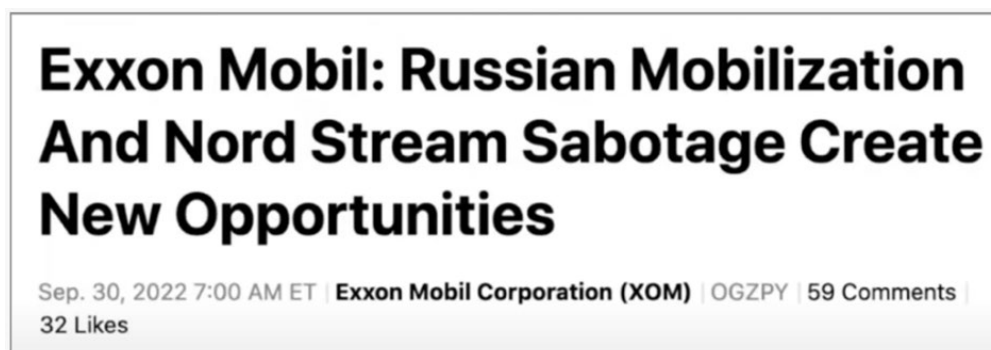 Exxon Mobil: Russian Mobilization
And Nord Stream Sabotage Create
New Opportunities
Sep. 30, 2022 7:00 AM ET | Exxon Mobil Corporation (XOM) | OGZPY | 59 Comments |
32 Likes